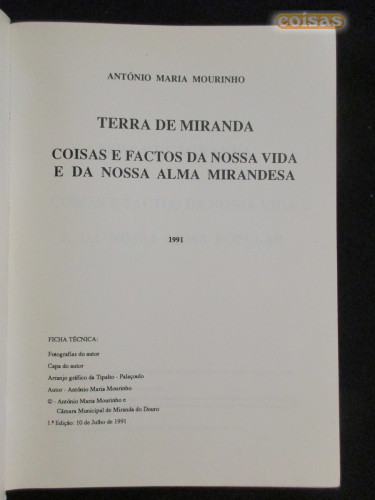 coisas
ANTÓNIO MARIA MOURINHO
TERRA DE MIRANDA
COISAS E FACTOS DA NOSSA VIDA
E DA NOSSA ALMA MIRANDESA
1991
FICHA TÉCNICA:
Fotografias do autor
Capa do autor
Arranjo gráfico da Tipalto - Palaçoulo
Autor - António Maria Mourinho
© - António Maria Mourinho e
Câmara Municipal de Miranda do Douro
1.ª Edição: 10 de Julho de 1991